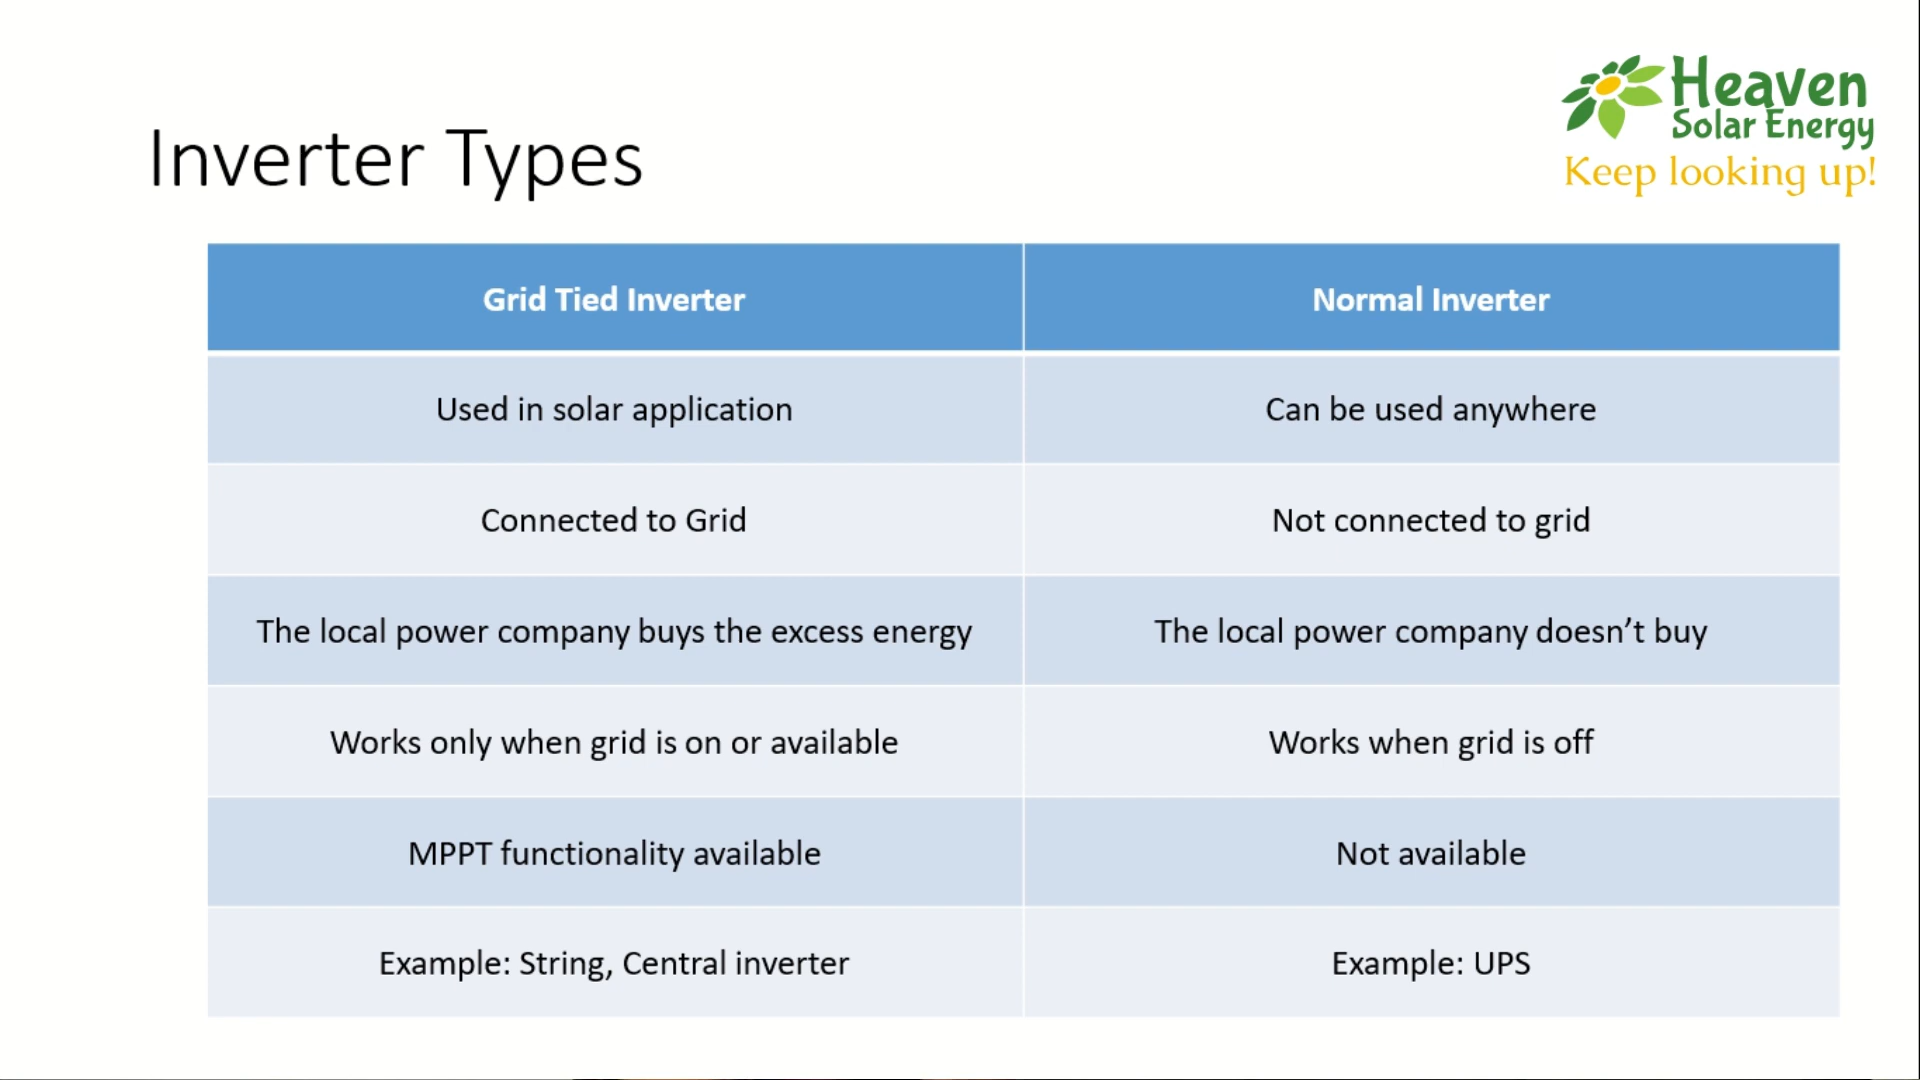 Heaven
Solar Energy
Keep looking up!
Inverter Types
Grid Tied Inverter
Normal Inverter
Used in solar application
Can be used anywhere
Connected to Grid
Not connected to grid
The local power company buys the excess energy
The local power company doesn’t buy
Works only when grid is on or available
Works when grid is off
MPPT functionality available
Not available
Example: String, Central inverter
Example: UPS